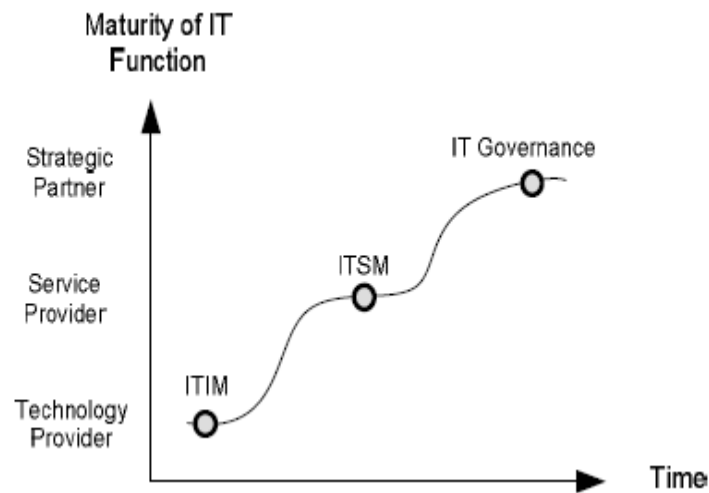 Maturity of IT
Function
Strategic
Partner
IT Governance
Service
Provider
ITSM
Technology
Provider
ITIM
Time